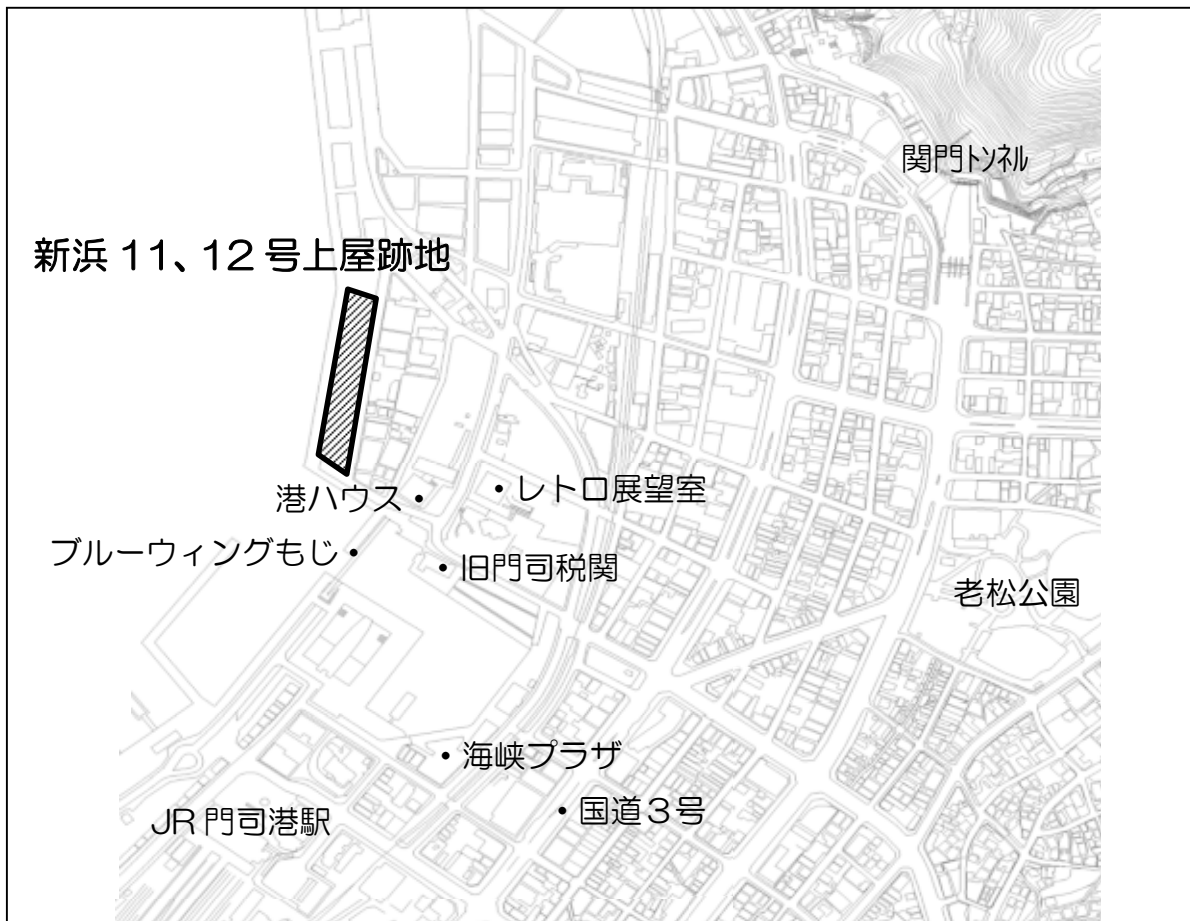 関門トンネル
新浜 11、12 号上屋跡地
港ハウス・
・レトロ展望室
ブルーウィングもじ・
・旧門司税関
老松公園
・海峡プラザ
・国道3号
JR 門司港駅